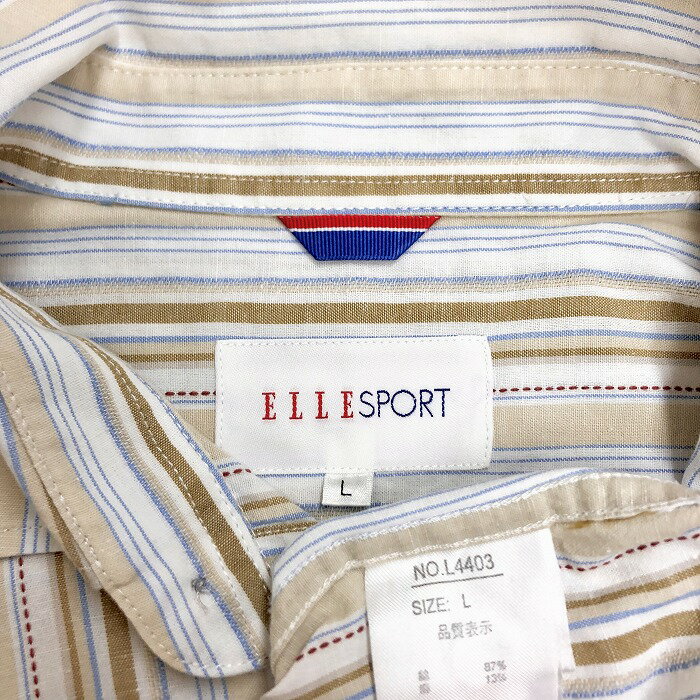 ELLESPORT
L
NO.L4403
SIZE: L
品質表示
87%
13%